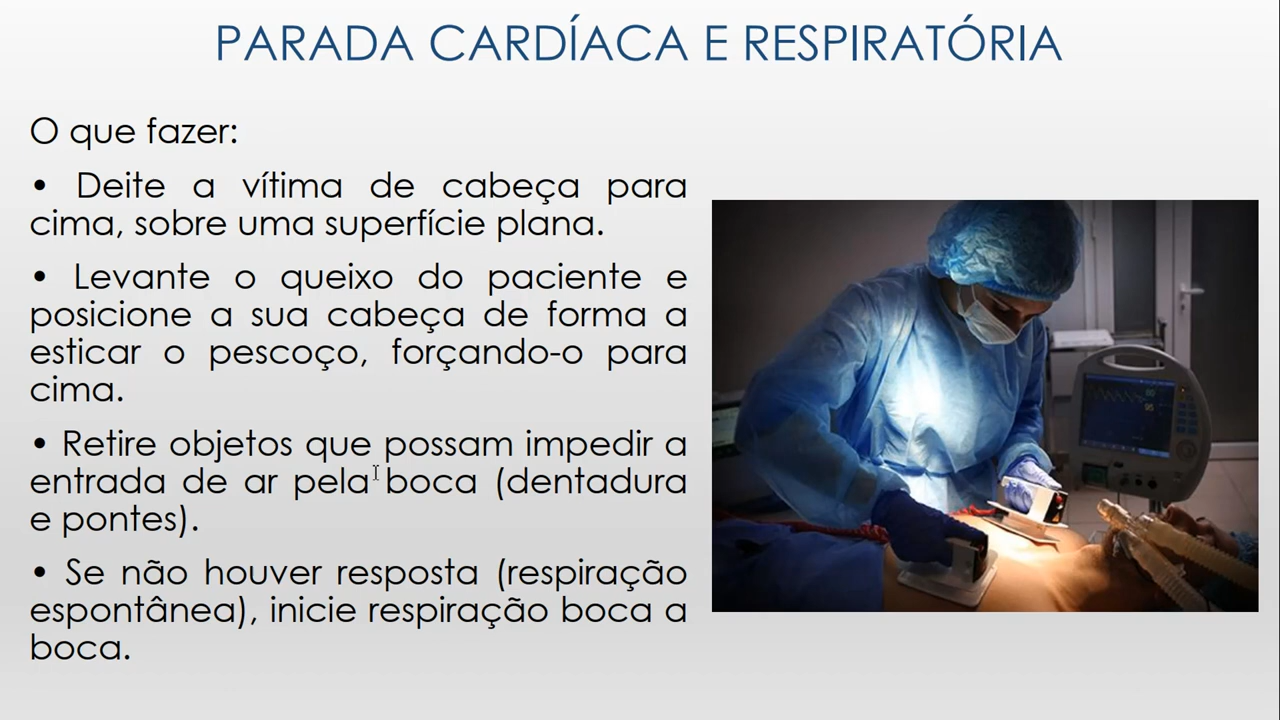 PARADA CARDÍACA E RESPIRATÓRIA
O que fazer:
• Deite a vítima de cabeça para
cima, sobre uma superfície plana.
• Levante o queixo do paciente e
posicione a sua cabeça de forma a
esticar o pescoço, forçando-o para
cima.
• Retire objetos que possam impedir a
entrada de ar pela boca (dentadura
e pontes).
• Se não houver resposta (respiração
espontânea), inicie respiração boca a
boca.